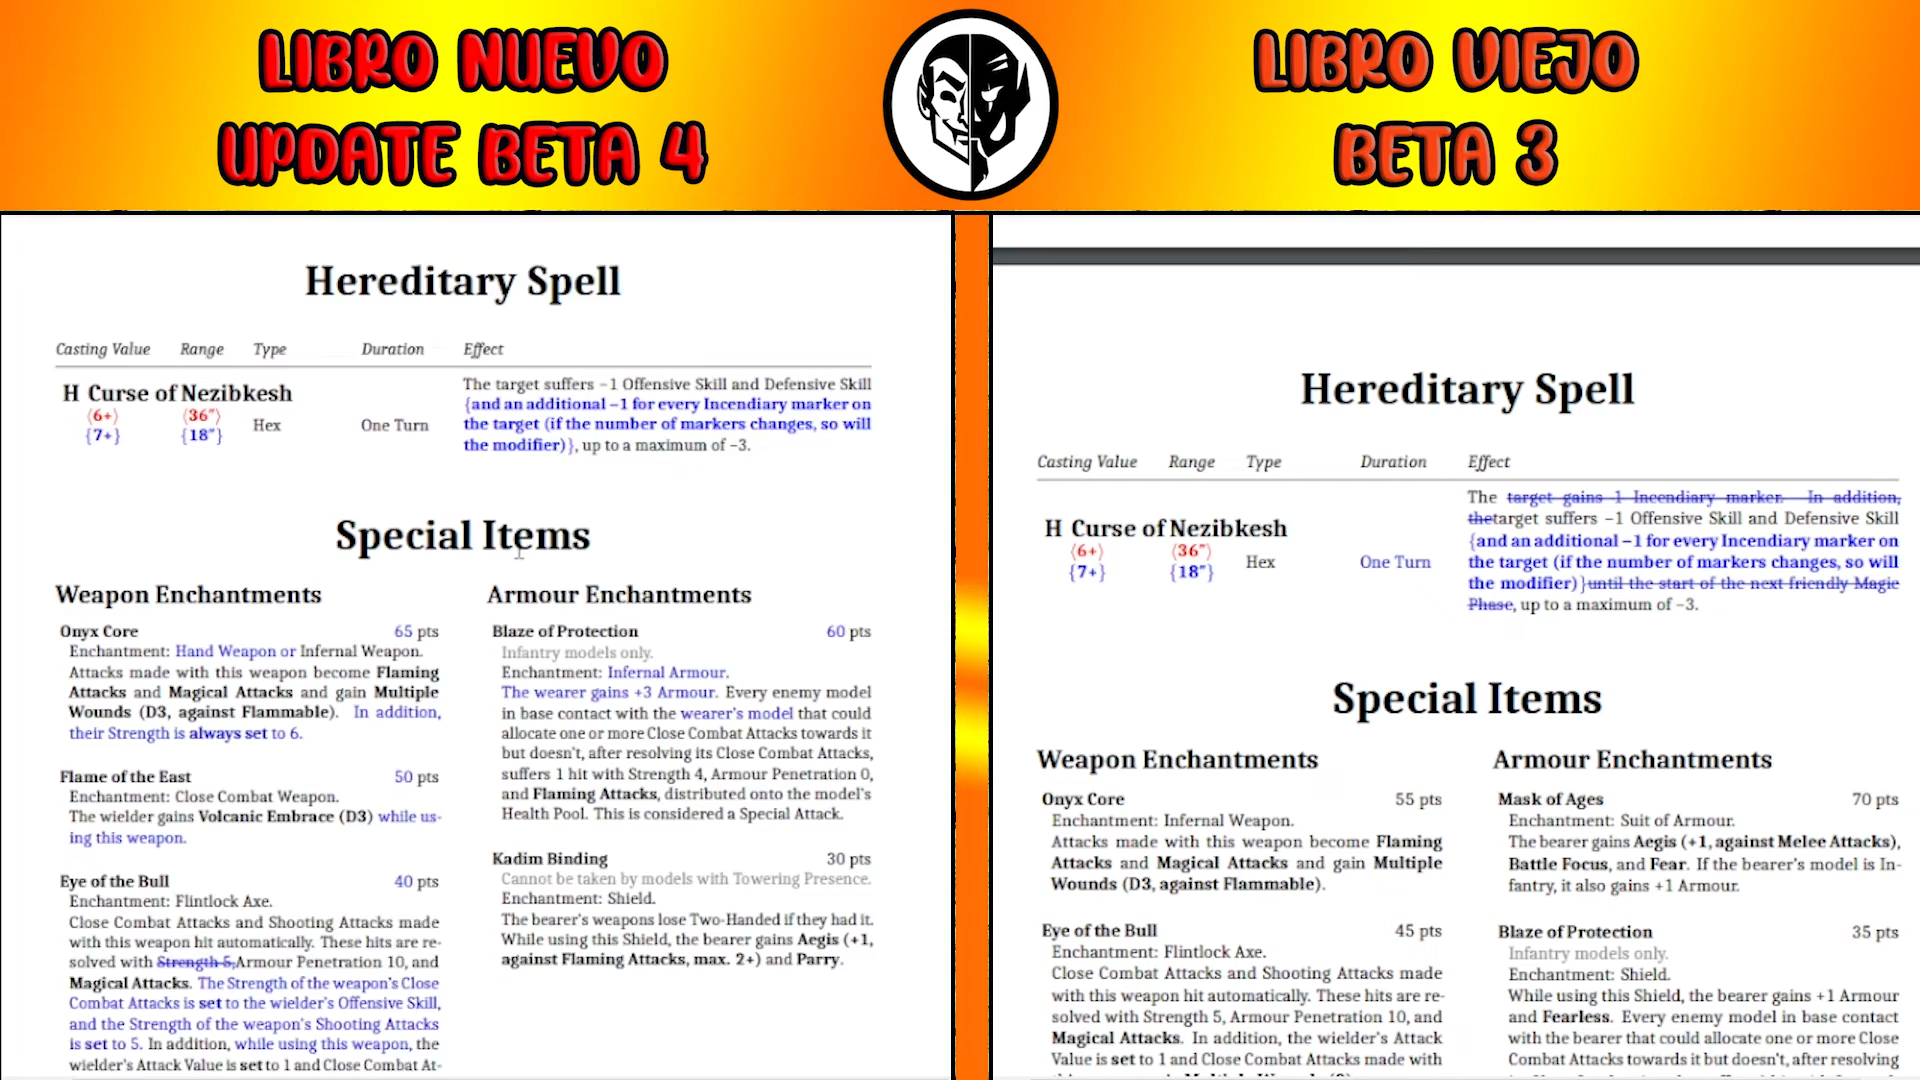 LIBRO NUEVO
UPDATE BETA 4
LIBRO VIEJO
BETA 3
Hereditary Spell
Casting Value Range Type Duration Effect
H Curse of Nezibkesh
⟨6+⟩ ⟨36"⟩
{7+} {18"}
Hex One Turn
The target suffers −1 Offensive Skill and Defensive Skill
{and an additional −1 for every Incendiary marker on
the target (if the number of markers changes, so will
the modifier)}, up to a maximum of −3.
Special Items
Weapon Enchantments
Onyx Core 65 pts
Enchantment: Hand Weapon or Infernal Weapon.
Attacks made with this weapon become Flaming
Attacks and Magical Attacks and gain Multiple
Wounds (D3, against Flammable). In addition,
their Strength is always set to 6.
Flame of the East 50 pts
Enchantment: Close Combat Weapon.
The wielder gains Volcanic Embrace (D3) while us-
ing this weapon.
Eye of the Bull 40 pts
Enchantment: Flintlock Axe.
Close Combat Attacks and Shooting Attacks made
with this weapon hit automatically. These hits are re-
solved with Strength 5, Armour Penetration 10, and
Magical Attacks. The Strength of the weapon's Close
Combat Attacks is set to the wielder's Offensive Skill,
and the Strength of the weapon's Shooting Attacks
is set to 5. In addition, while using this weapon, the
wielder's Attack Value is set to 1 and Close Combat At-
Armour Enchantments
Blaze of Protection 60 pts
Infantry models only.
Enchantment: Infernal Armour.
The wearer gains +3 Armour. Every enemy model
in base contact with the wearer's model that could
allocate one or more Close Combat Attacks towards it
but doesn't, after resolving its Close Combat Attacks,
suffers 1 hit with Strength 4, Armour Penetration 0,
and Flaming Attacks, distributed onto the model's
Health Pool. This is considered a Special Attack.
Kadim Binding 30 pts
Cannot be taken by models with Towering Presence.
Enchantment: Shield.
The bearer's weapons lose Two-Handed if they had it.
While using this Shield, the bearer gains Aegis (+1,
against Flaming Attacks, max. 2+) and Parry.
Hereditary Spell
Casting Value Range Type Duration Effect
H Curse of Nezibkesh
⟨6+⟩ ⟨36"⟩
{7+} {18"}
Hex One Turn
The target gains 1 Incendiary marker. In addition,
thetarget suffers −1 Offensive Skill and Defensive Skill
{and an additional −1 for every Incendiary marker on
the target (if the number of markers changes, so will
the modifier)}until the start of the next friendly Magic
Phase, up to a maximum of −3.
Special Items
Weapon Enchantments
Onyx Core 55 pts
Enchantment: Infernal Weapon.
Attacks made with this weapon become Flaming
Attacks and Magical Attacks and gain Multiple
Wounds (D3, against Flammable).
Eye of the Bull 45 pts
Enchantment: Flintlock Axe.
Close Combat Attacks and Shooting Attacks made
with this weapon hit automatically. These hits are re-
solved with Strength 5, Armour Penetration 10, and
Magical Attacks. In addition, the wielder's Attack
Value is set to 1 and Close Combat Attacks made with
Armour Enchantments
Mask of Ages 70 pts
Enchantment: Suit of Armour.
The bearer gains Aegis (+1, against Melee Attacks),
Battle Focus, and Fear. If the bearer's model is In-
fantry, it also gains +1 Armour.
Blaze of Protection 35 pts
Infantry models only.
Enchantment: Shield.
While using this Shield, the bearer gains +1 Armour
and Fearless. Every enemy model in base contact
with the bearer that could allocate one or more Close
Combat Attacks towards it but doesn't, after resolving